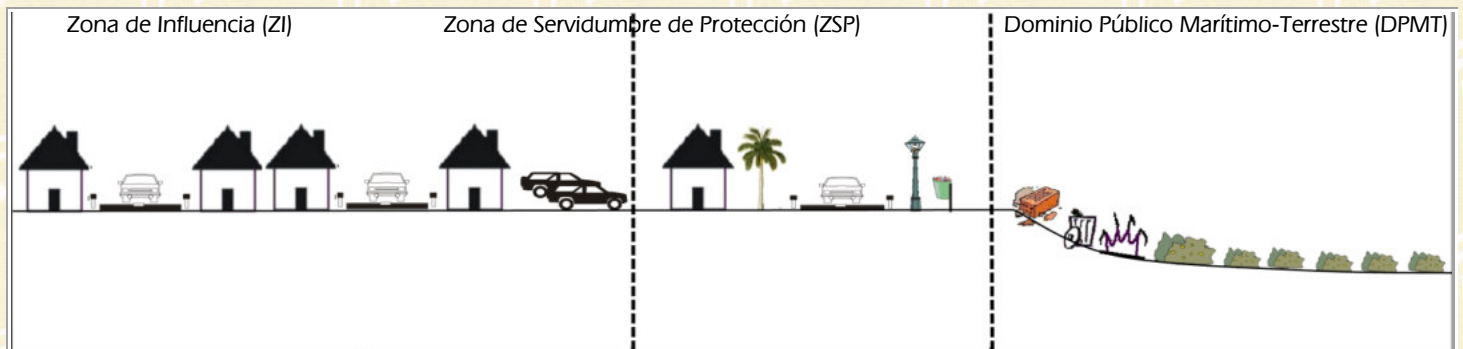 Zona de Influencia (ZI) Zona de Servidumbre de Protección (ZSP) Dominio Público Marítimo-Terrestre (DPMT)